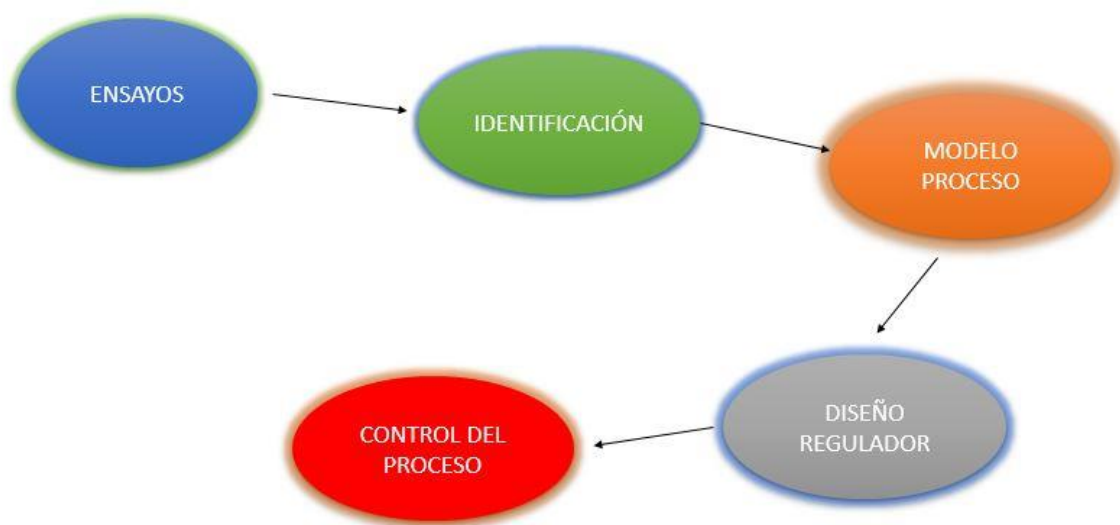 ENSAYOS
IDENTIFICACIÓN
MODELO
PROCESO
DISEÑO
REGULADOR
CONTROL DEL
PROCESO